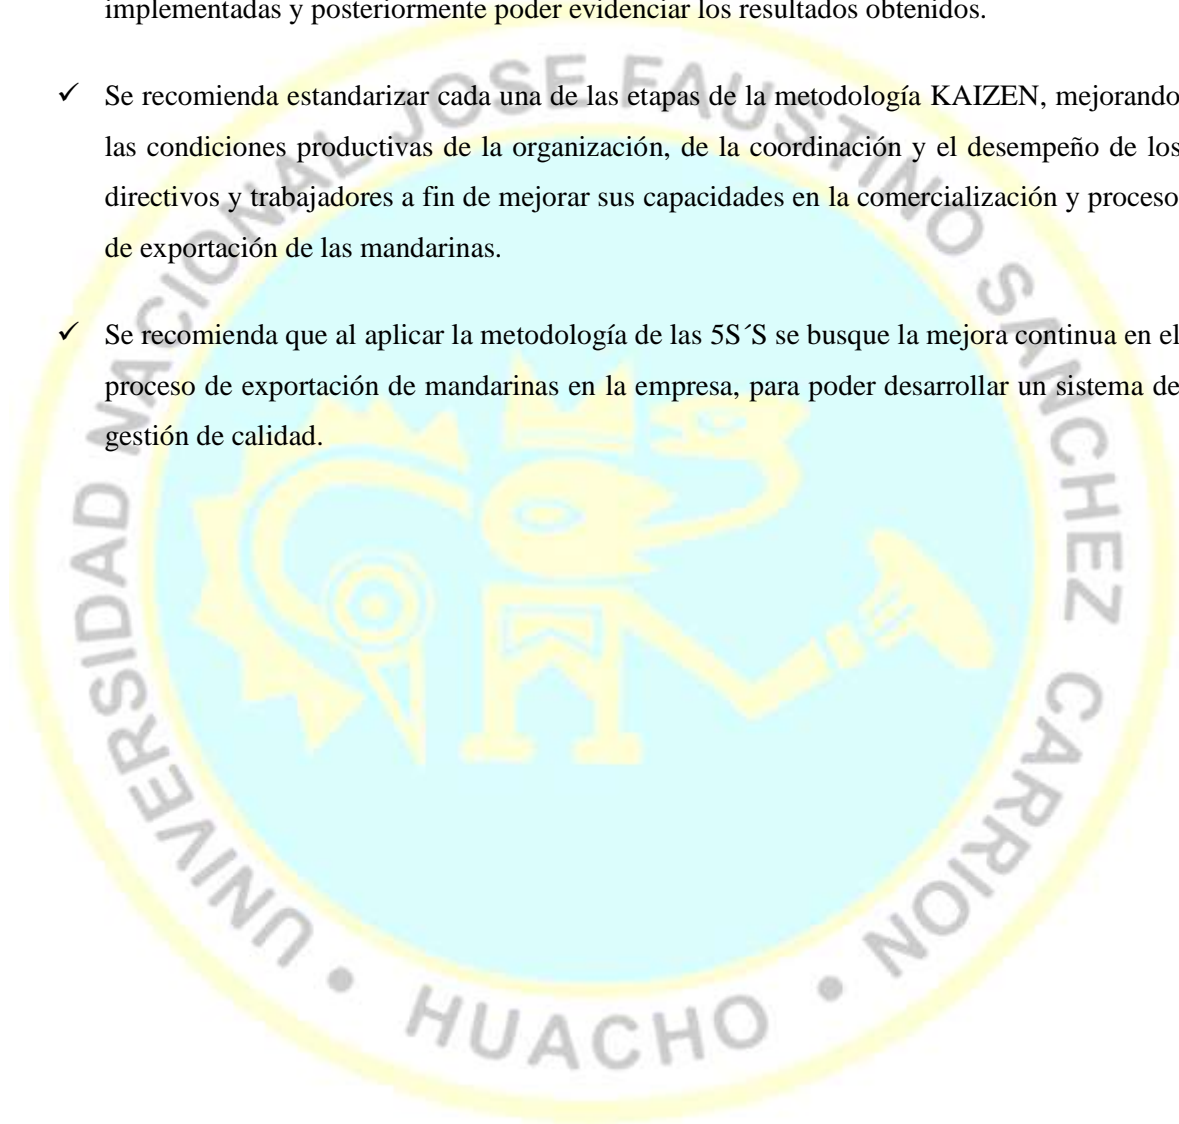 implementadas y posteriormente poder evidenciar los resultados obtenidos.
✓ Se recomienda estandarizar cada una de las etapas de la metodología KAIZEN, mejorando
las condiciones productivas de la organización, de la coordinación y el desempeño de los
directivos y trabajadores a fin de mejorar sus capacidades en la comercialización y proceso
de exportación de las mandarinas.
✓ Se recomienda que al aplicar la metodología de las 5S´S se busque la mejora continua en el
proceso de exportación de mandarinas en la empresa, para poder desarrollar un sistema de
gestión de calidad.
UNIVERSIDAD NACIONAL JOSE FAUSTINO SANCHEZ CARRION
• HUACHO •